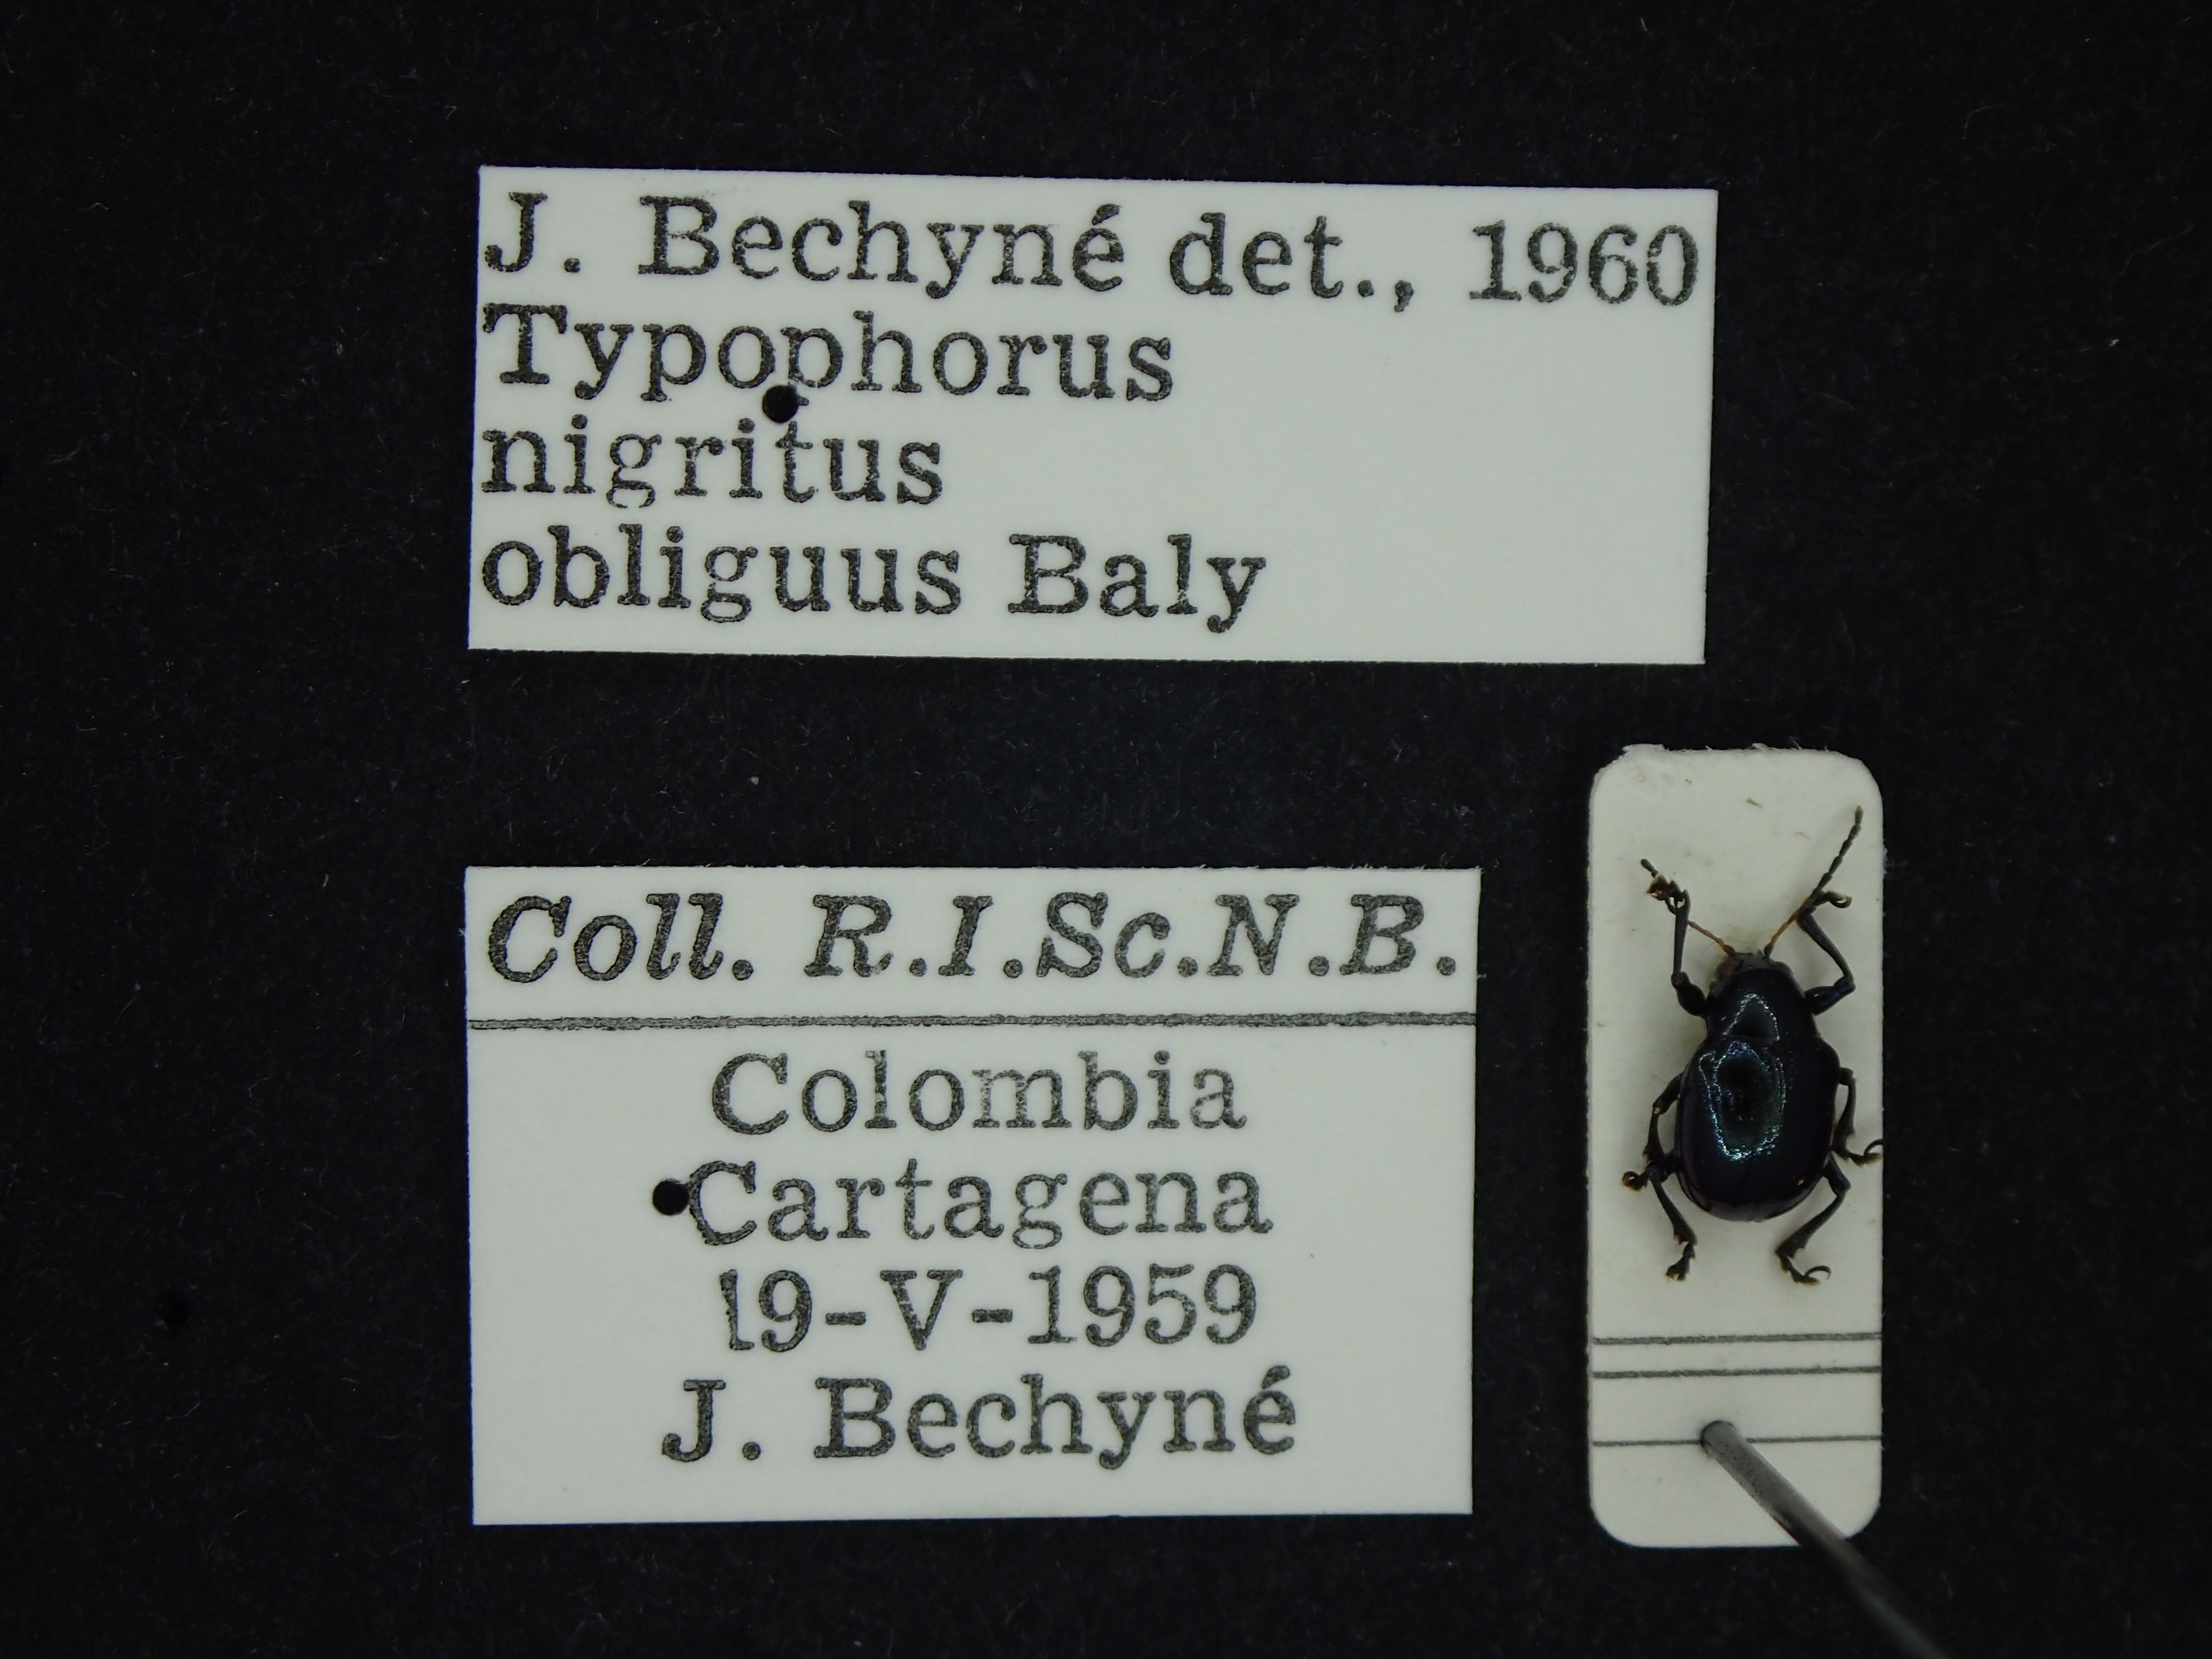 J. Bechyné det., 1960
Typophorus
nigritus
obliguus Baly
Coll. R.I.Sc.N.B.
Colombia
Cartagena
19-V-1959
J. Bechyné